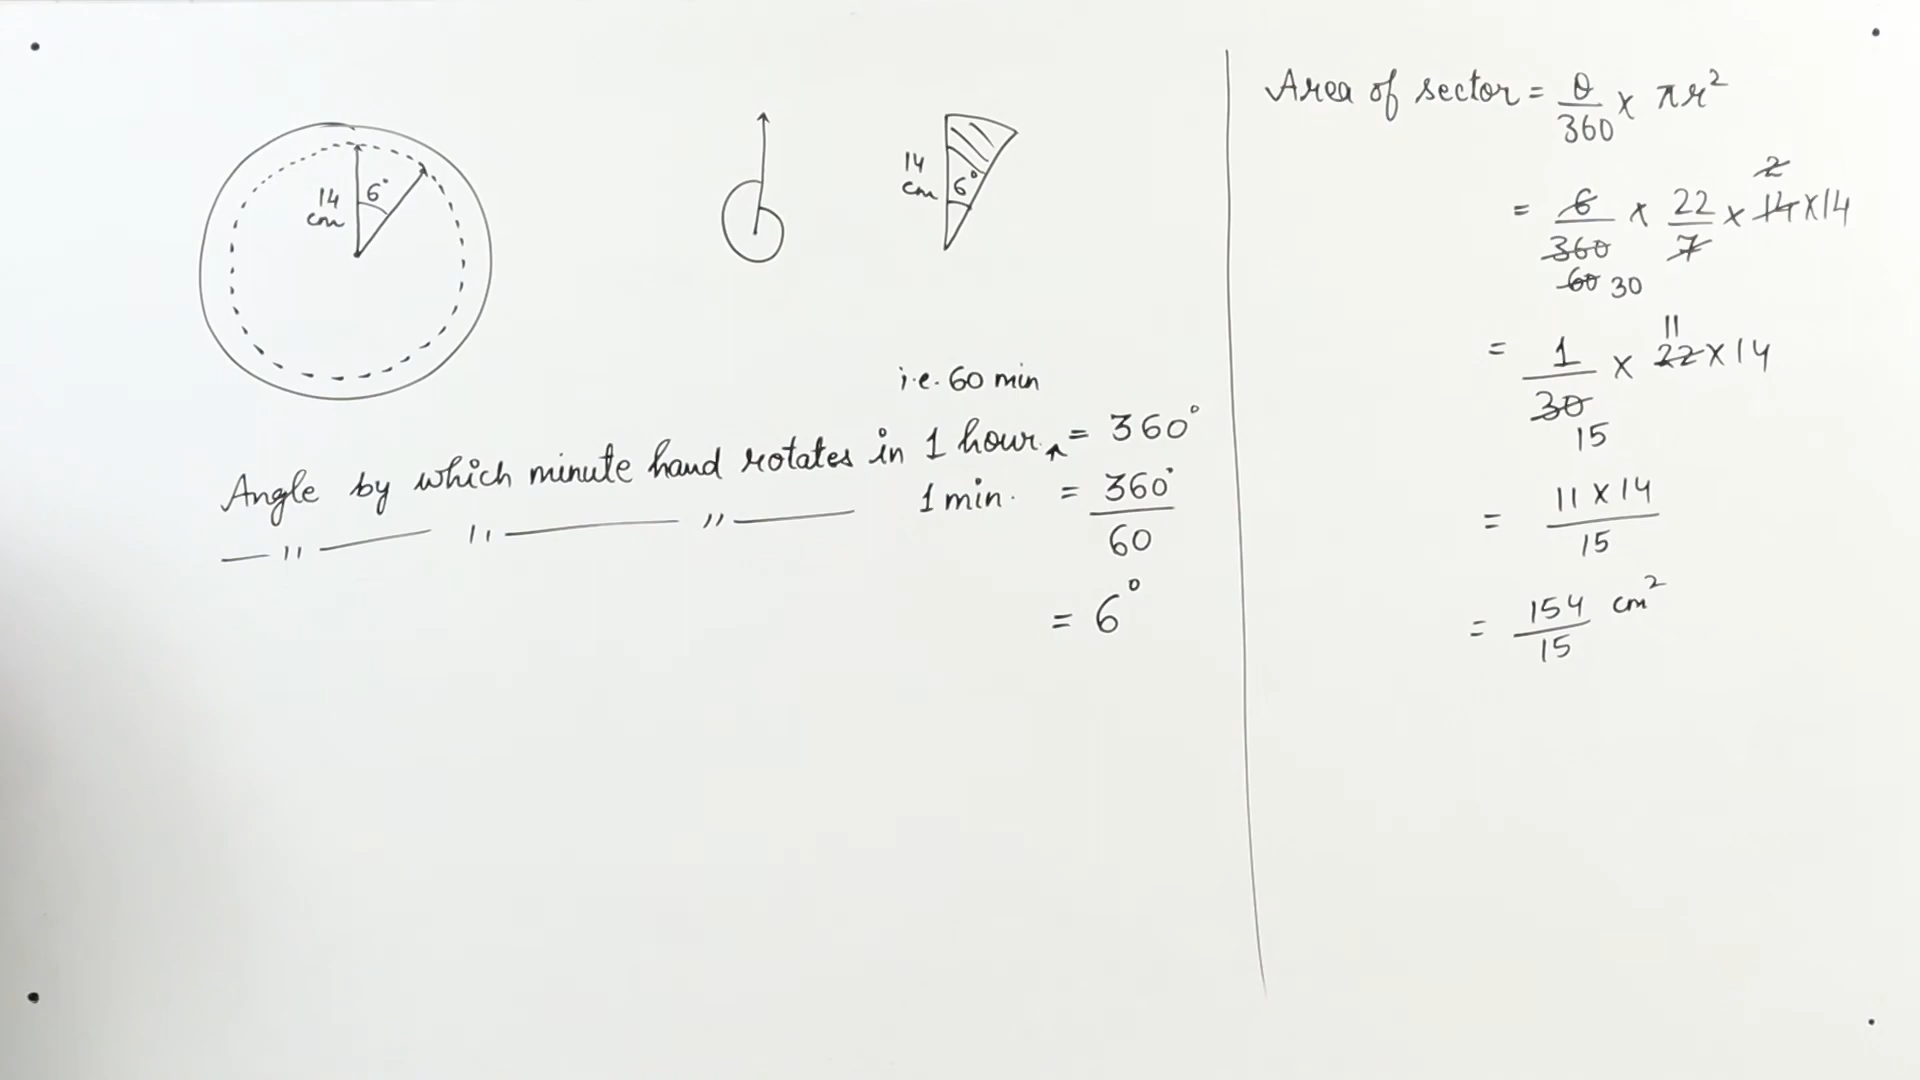 14
cm
6°
14
cm
6°
i.e. 60 min
Angle by which minute hand rotates in 1 hour = 360°
— " — " — " — 1 min. = 360°
60
= 6°
Area of sector = θ/360 × πr²
2
= 6/360 × 22/7 × 14×14
60 30
11
= 1/30 × 22×14
15
= 11 × 14
15
= 154/15 cm²